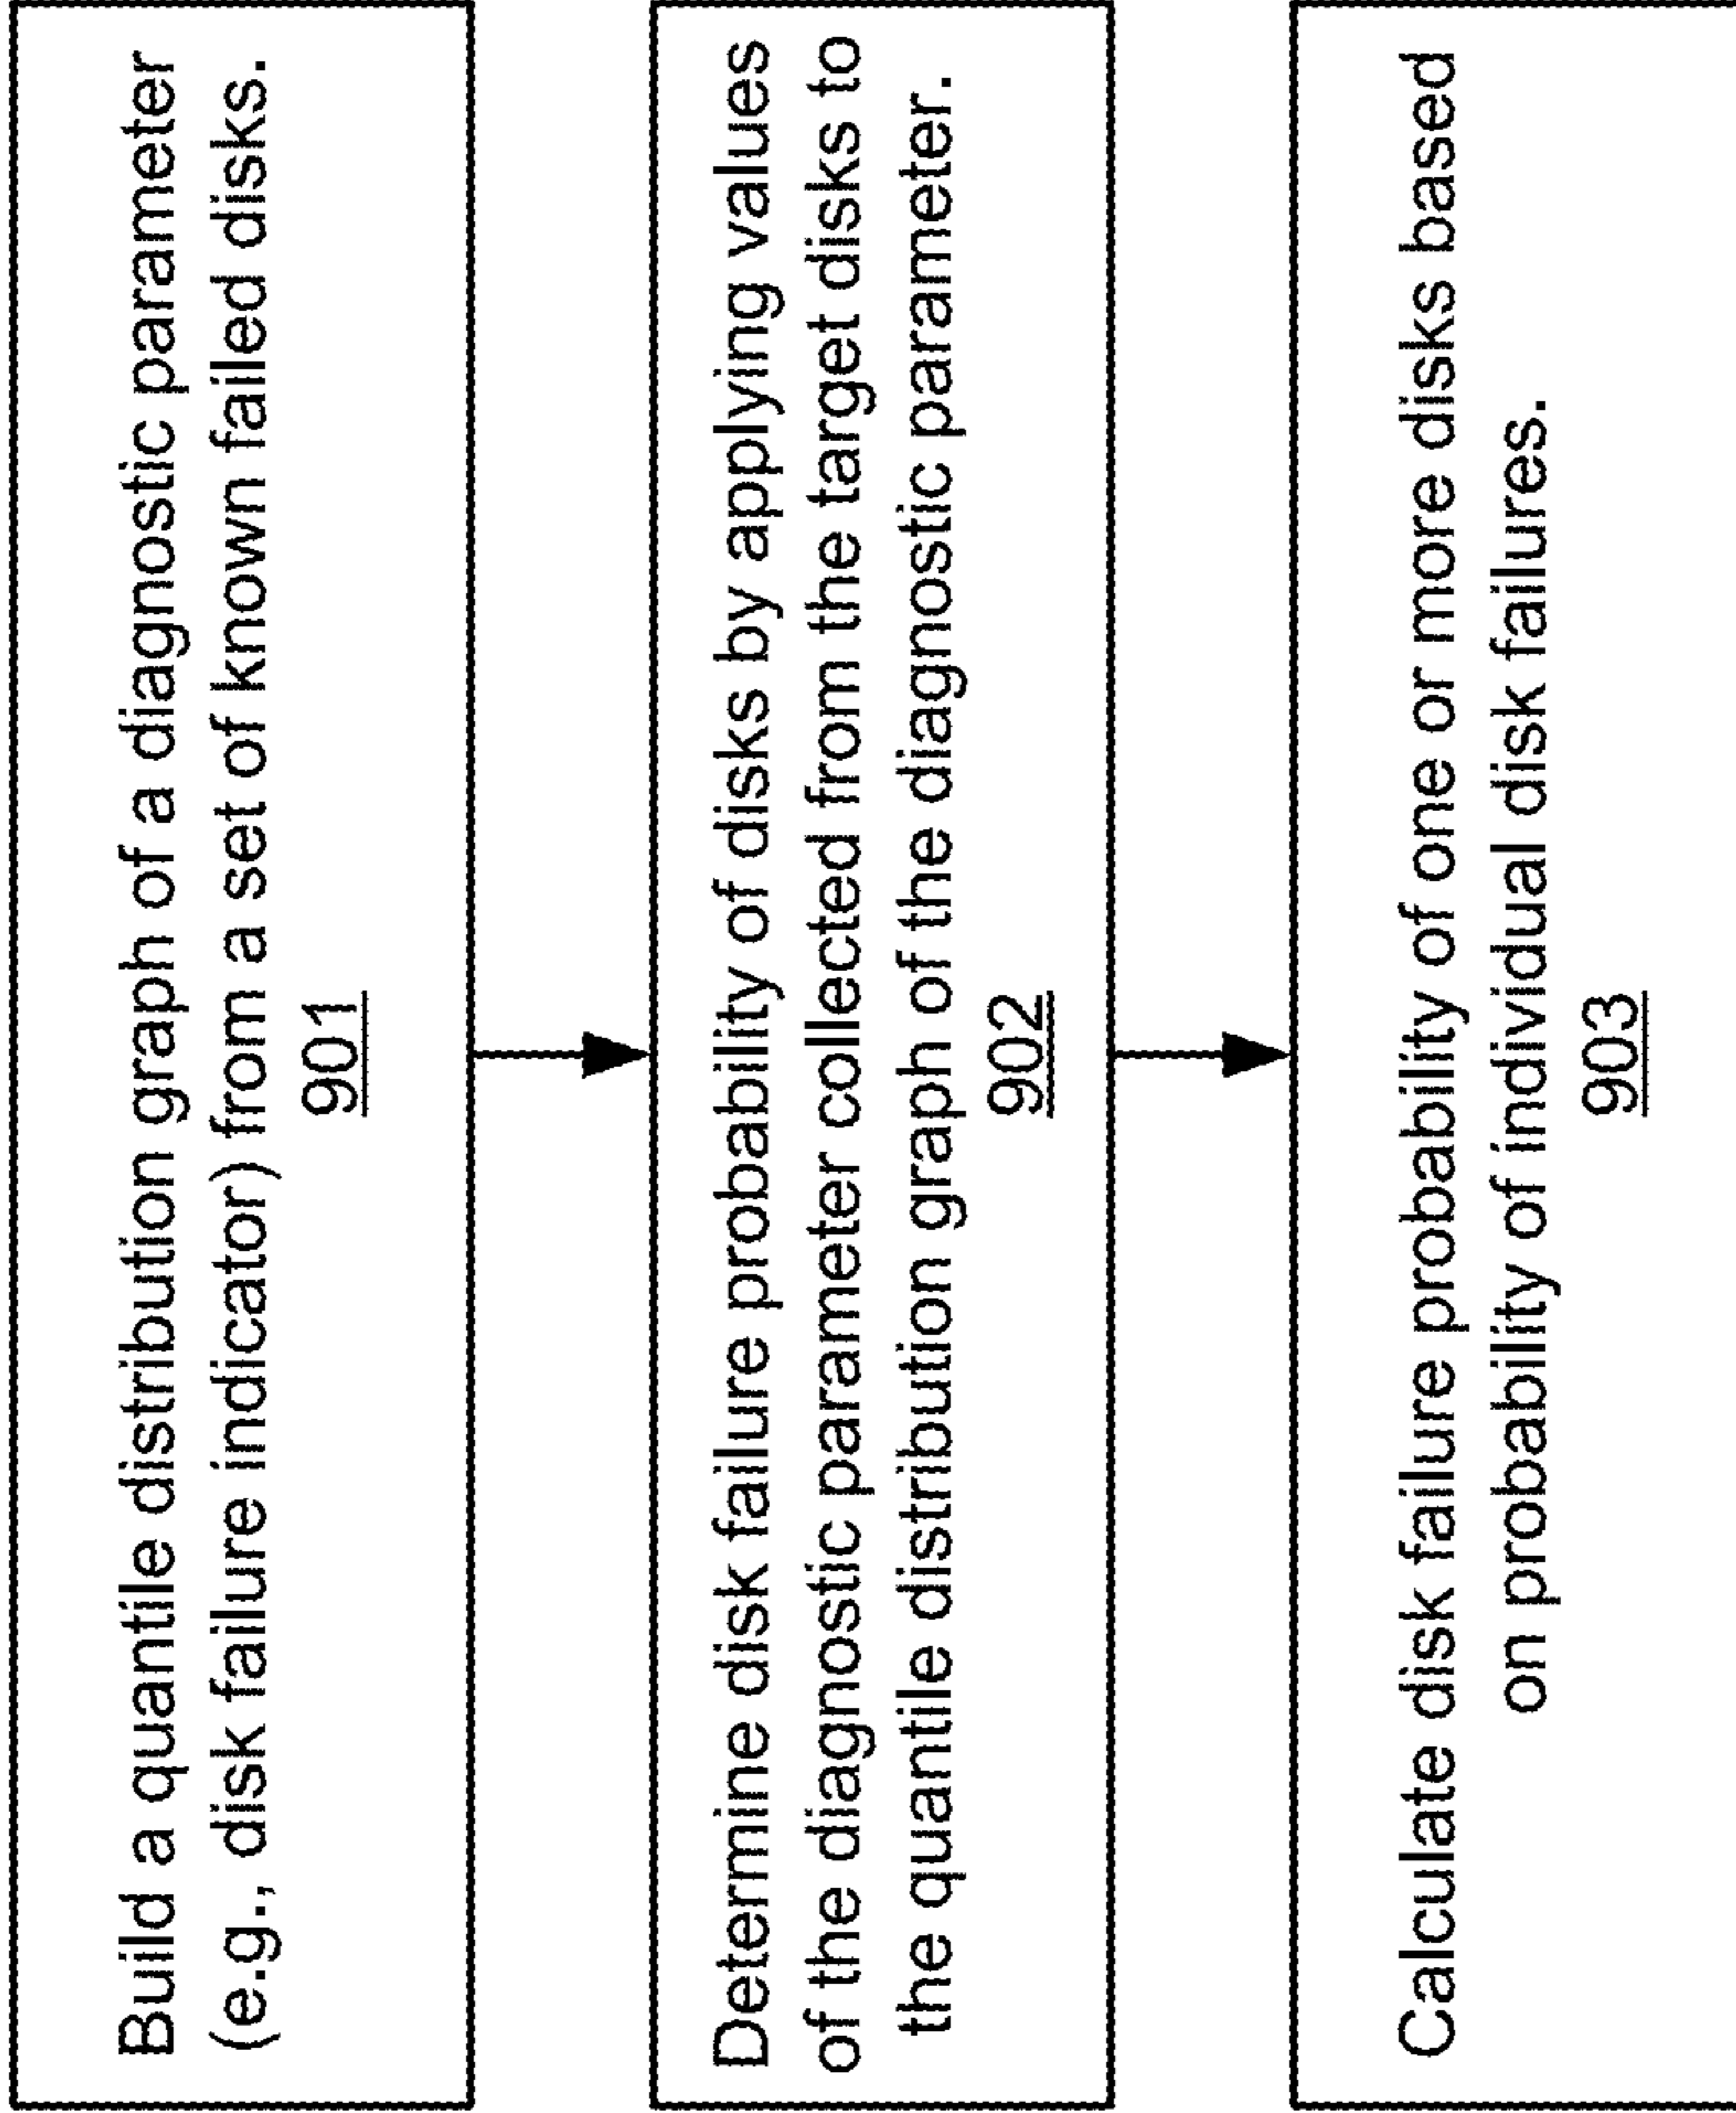 Build a quantile distribution graph of a diagnostic parameter
(e.g., disk failure indicator) from a set of known failed disks.
901
Determine disk failure probability of disks by applying values
of the diagnostic parameter collected from the target disks to
the quantile distribution graph of the diagnostic parameter.
902
Calculate disk failure probability of one or more disks based
on probability of individual disk failures.
903